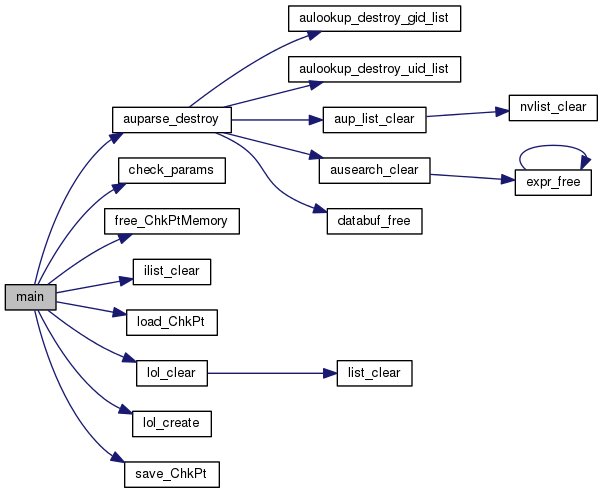 aulookup_destroy_gid_list
aulookup_destroy_uid_list
auparse_destroy
aup_list_clear
nvlist_clear
check_params
ausearch_clear
expr_free
free_ChkPtMemory
databuf_free
ilist_clear
main
load_ChkPt
lol_clear
list_clear
lol_create
save_ChkPt